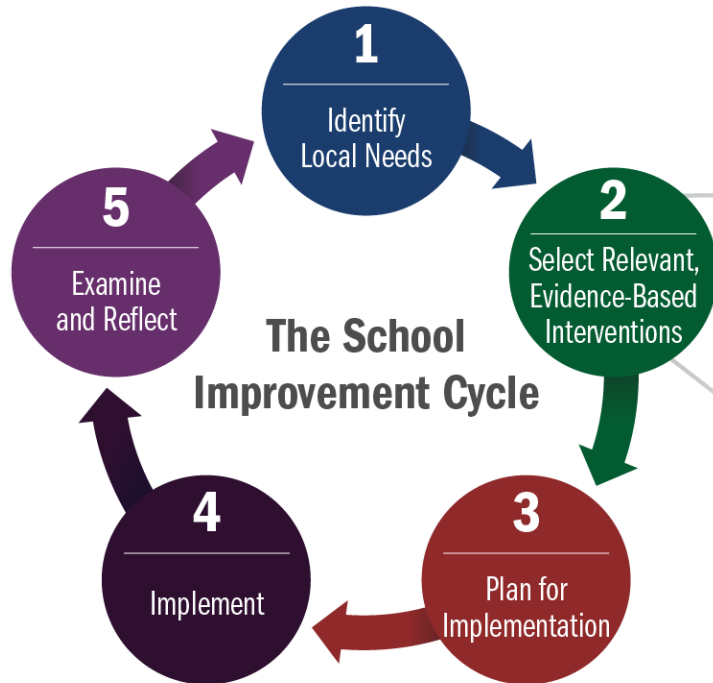 1
Identify
Local Needs
2
Select Relevant,
Evidence-Based
Interventions
3
Plan for
Implementation
4
Implement
5
Examine
and Reflect
The School
Improvement Cycle